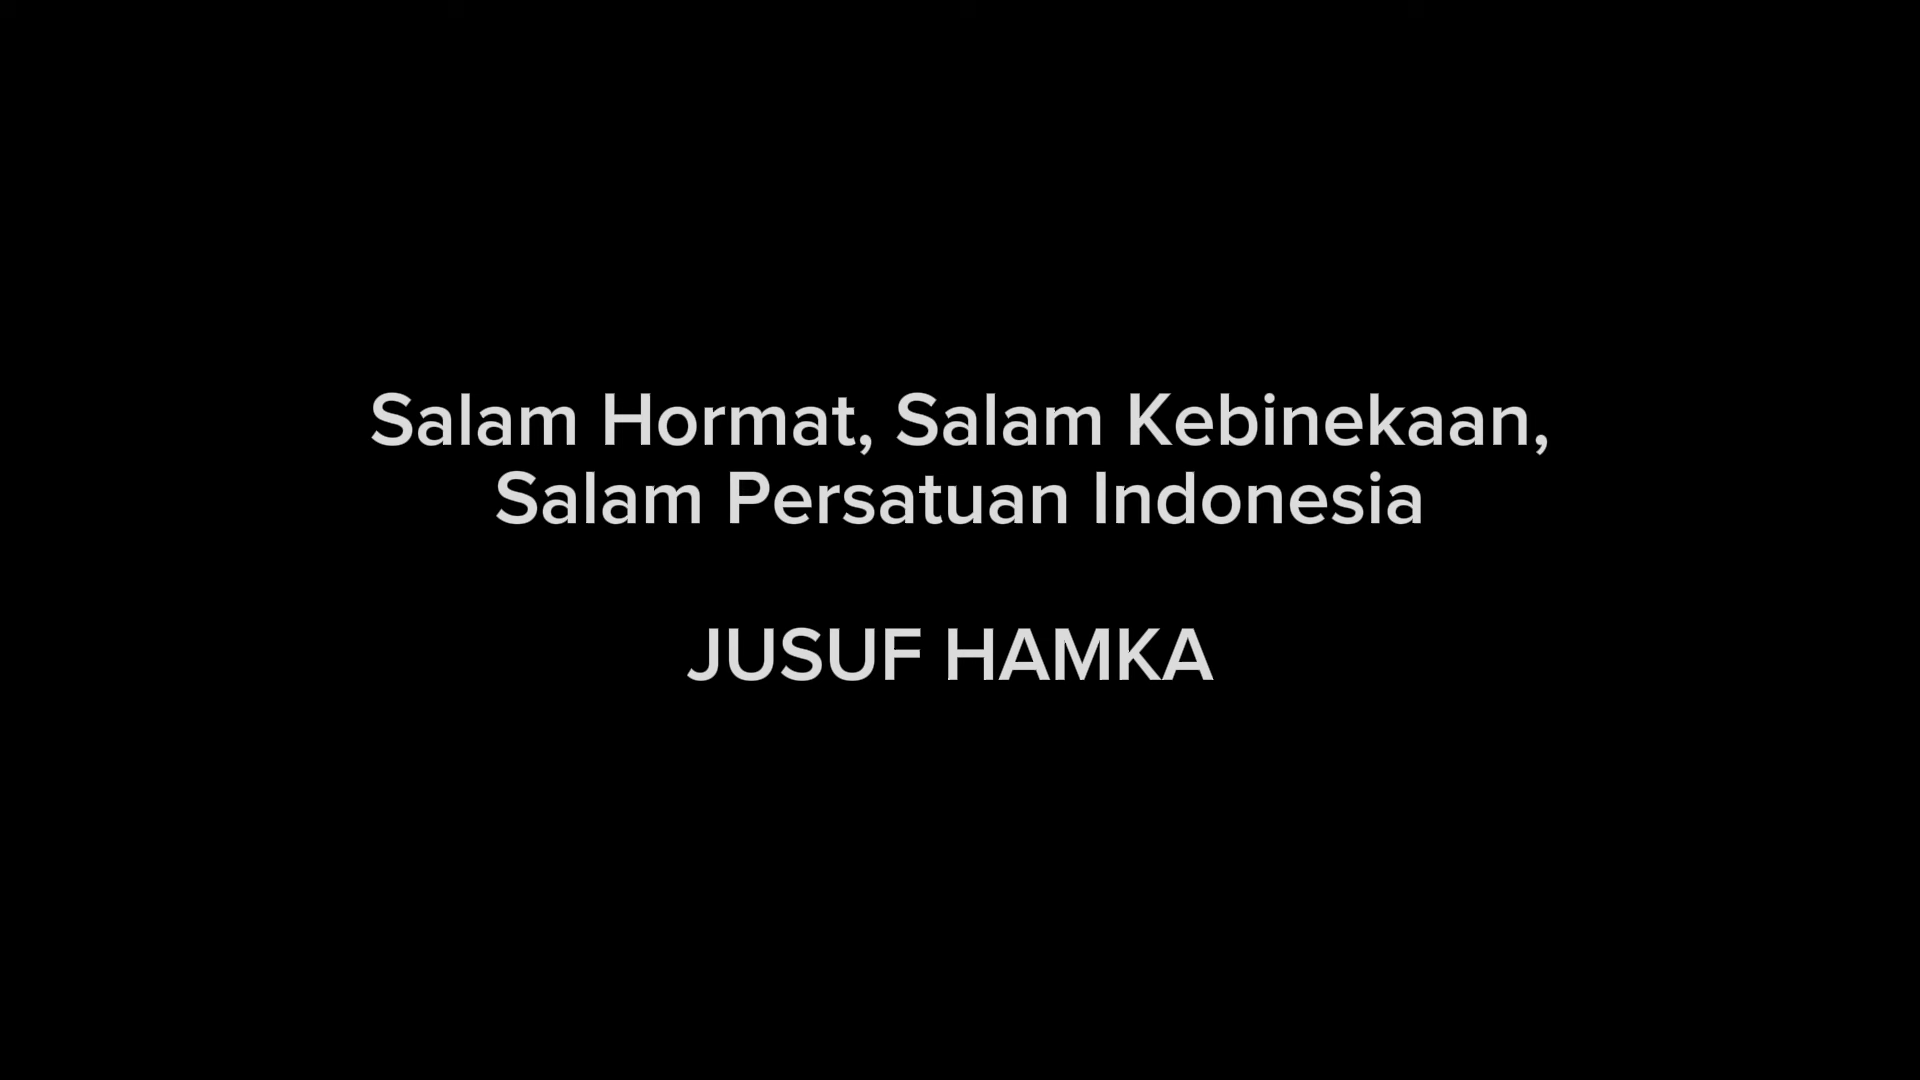 Salam Hormat, Salam Kebinekaan,
Salam Persatuan Indonesia
JUSUF HAMKA